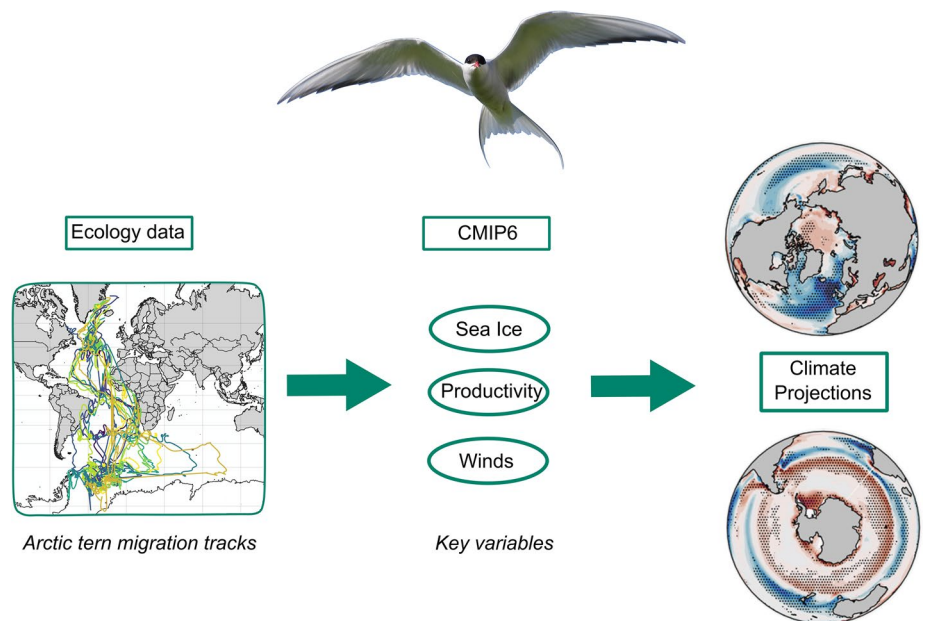 Ecology data
CMIP6
Sea Ice
Productivity
Winds
Climate
Projections
Arctic tern migration tracks
Key variables